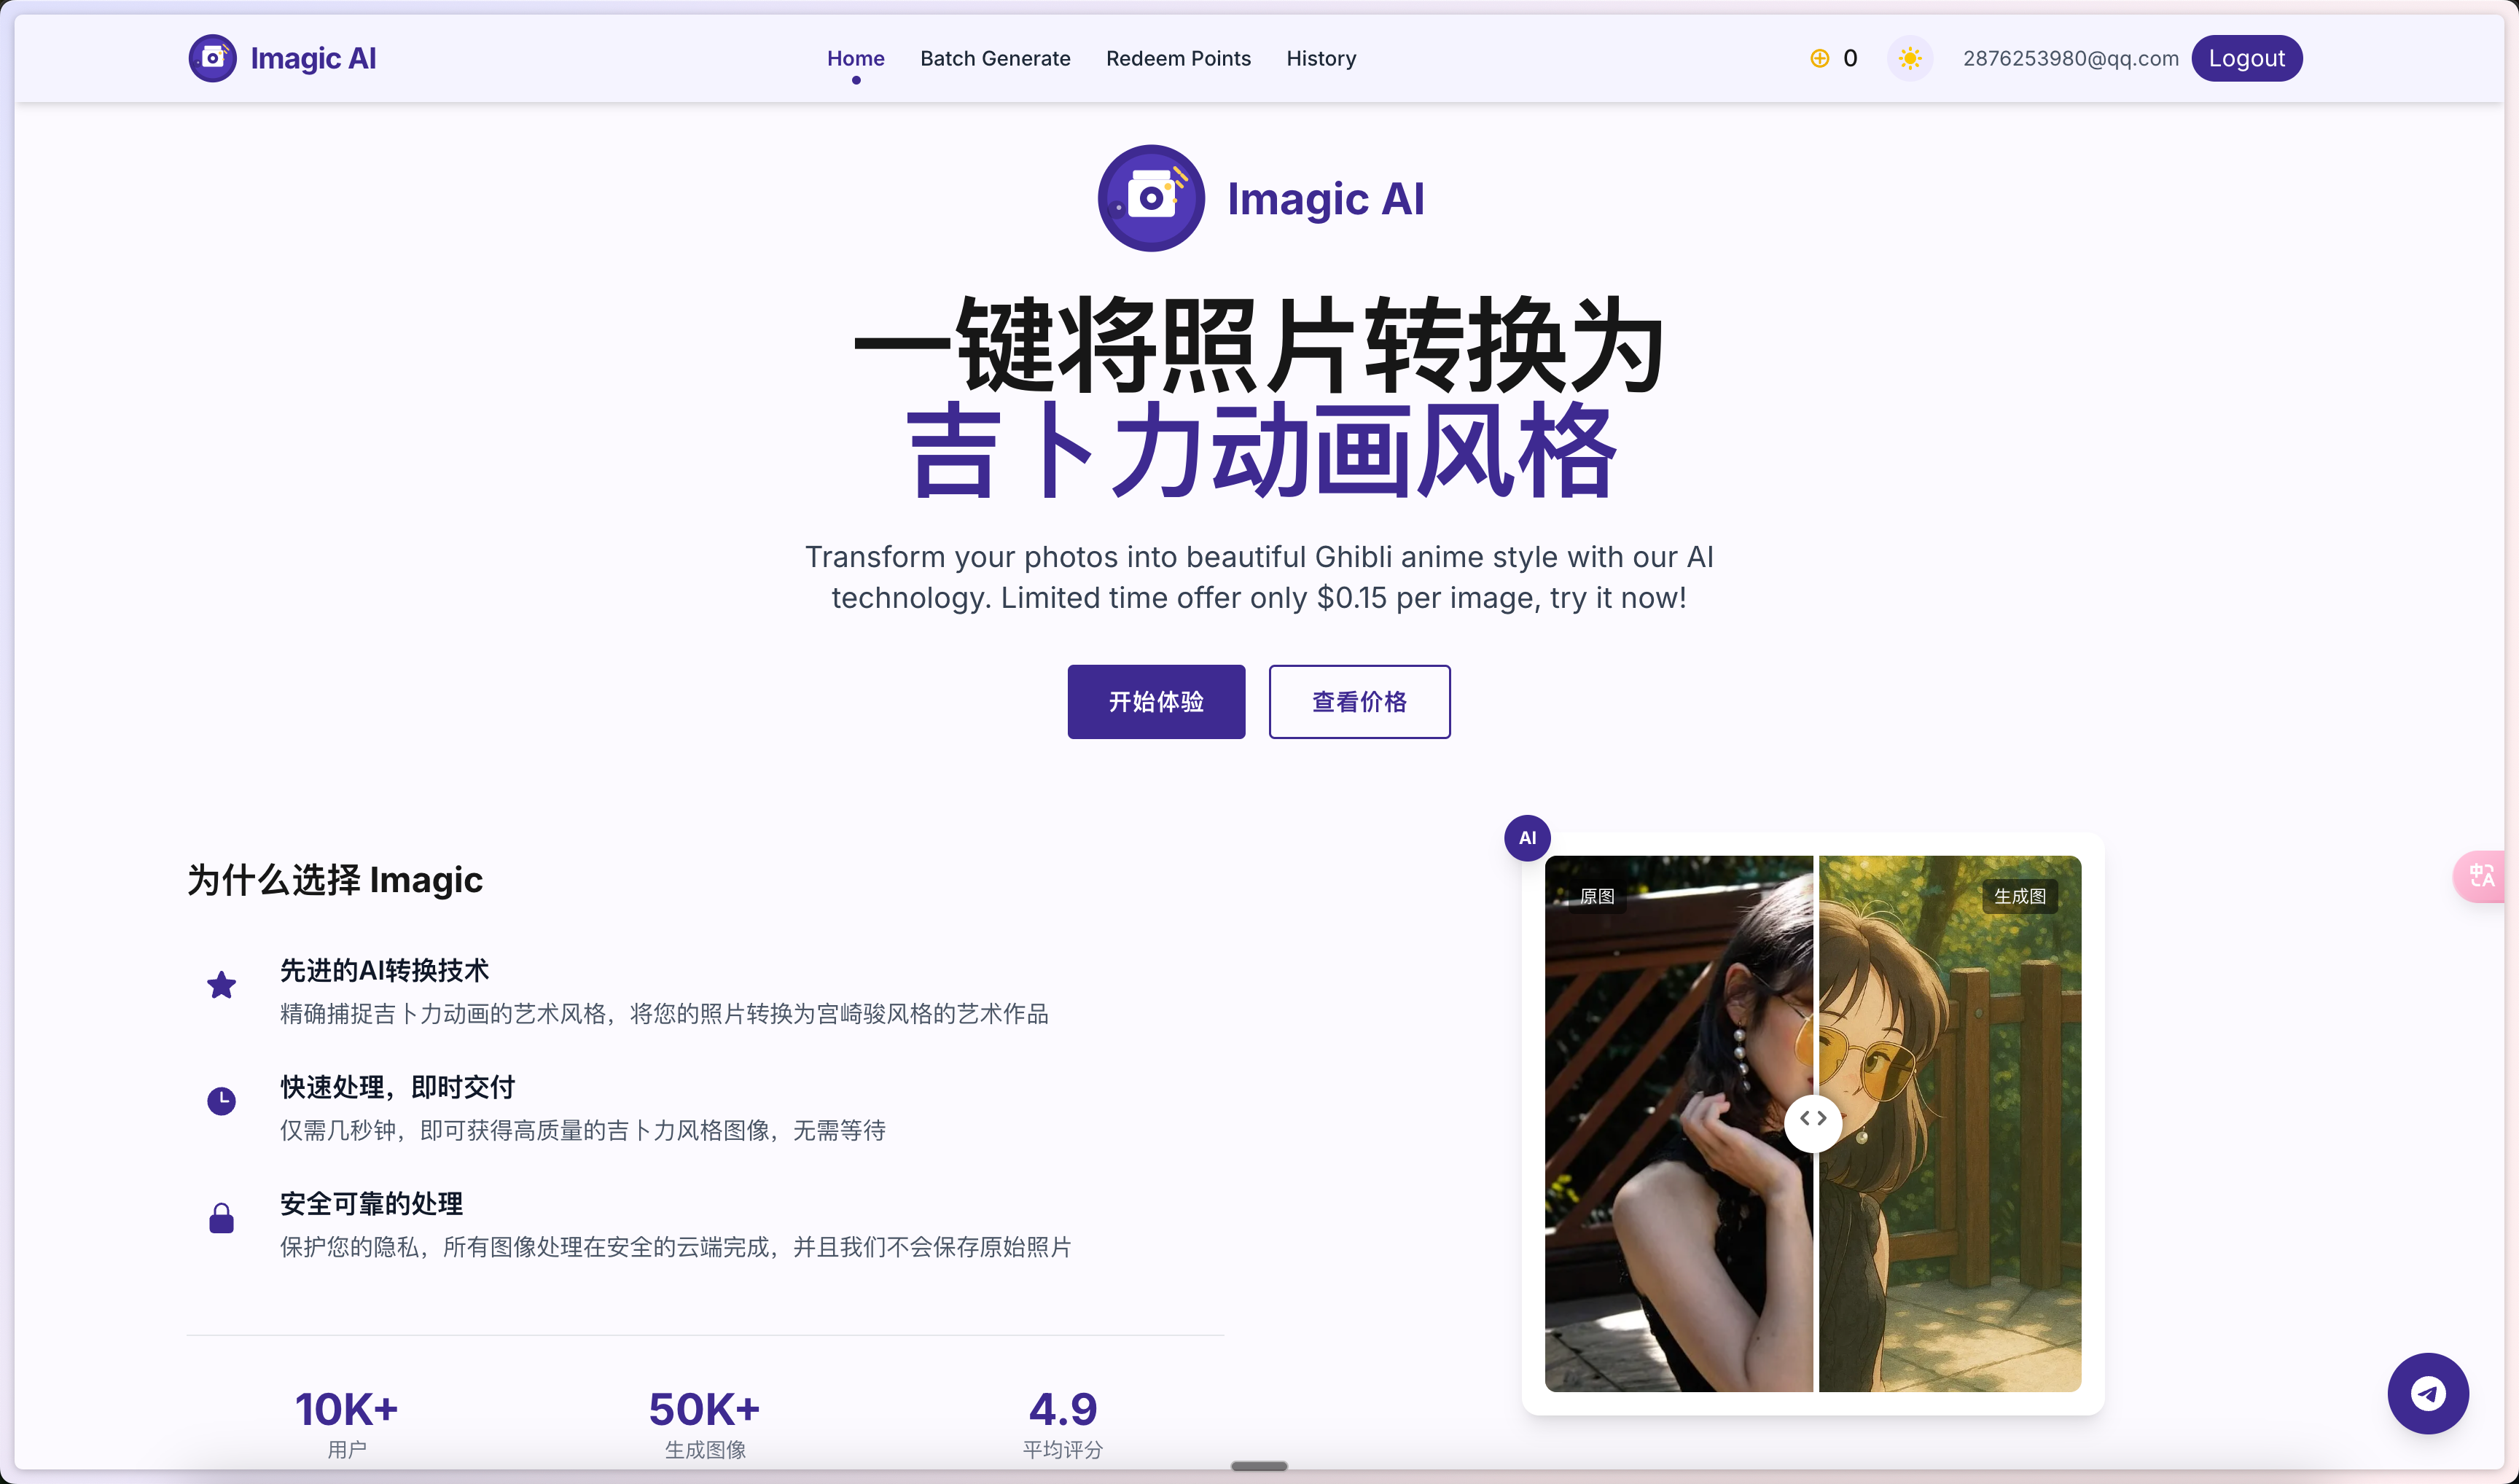 Imagic AI
Home
Batch Generate
Redeem Points
History
0
2876253980@qq.com
Logout
Imagic AI
一键将照片转换为
吉卜力动画风格
Transform your photos into beautiful Ghibli anime style with our AI
technology. Limited time offer only $0.15 per image, try it now!
开始体验
查看价格
为什么选择 Imagic
先进的AI转换技术
精确捕捉吉卜力动画的艺术风格，将您的照片转换为宫崎骏风格的艺术作品
快速处理，即时交付
仅需几秒钟，即可获得高质量的吉卜力风格图像，无需等待
安全可靠的处理
保护您的隐私，所有图像处理在安全的云端完成，并且我们不会保存原始照片
10K+
用户
50K+
生成图像
4.9
平均评分
AI
原图
生成图
中A